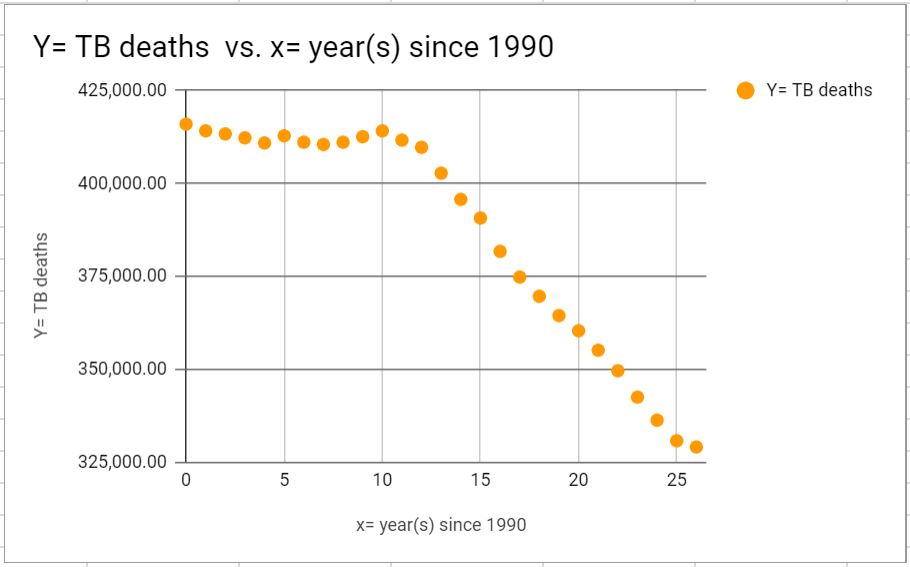 Y= TB deaths  vs. x= year(s) since 1990
425,000.00
400,000.00
375,000.00
350,000.00
325,000.00
Y= TB deaths
0 5 10 15 20 25
x= year(s) since 1990
Y= TB deaths